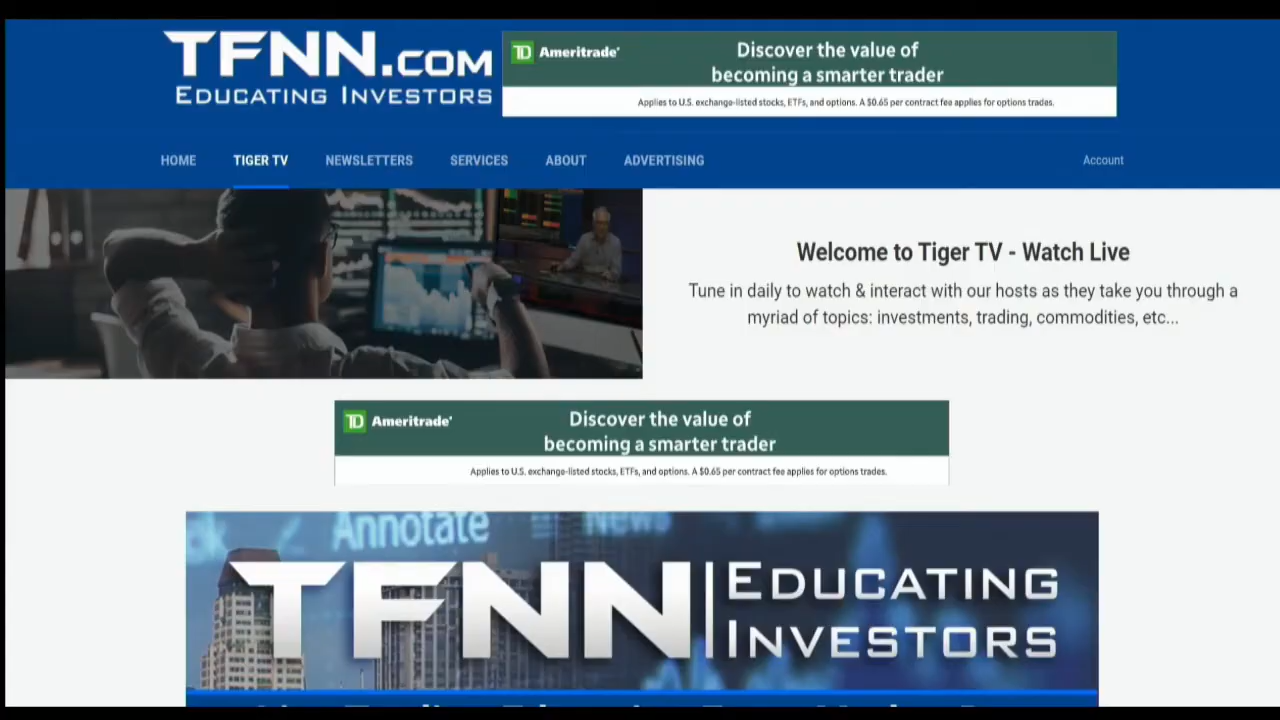 TFNN.COM
EDUCATING INVESTORS
TD Ameritrade
Discover the value of
becoming a smarter trader
Applies to U.S. exchange-listed stocks, ETFs, and options. A $0.65 per contract fee applies for options trades.
HOME TIGER TV NEWSLETTERS SERVICES ABOUT ADVERTISING Account
Welcome to Tiger TV - Watch Live
Tune in daily to watch & interact with our hosts as they take you through a
myriad of topics: investments, trading, commodities, etc...
TD Ameritrade
Discover the value of
becoming a smarter trader
Applies to U.S. exchange-listed stocks, ETFs, and options. A $0.65 per contract fee applies for options trades.
Annotate News
TFNN EDUCATING
INVESTORS